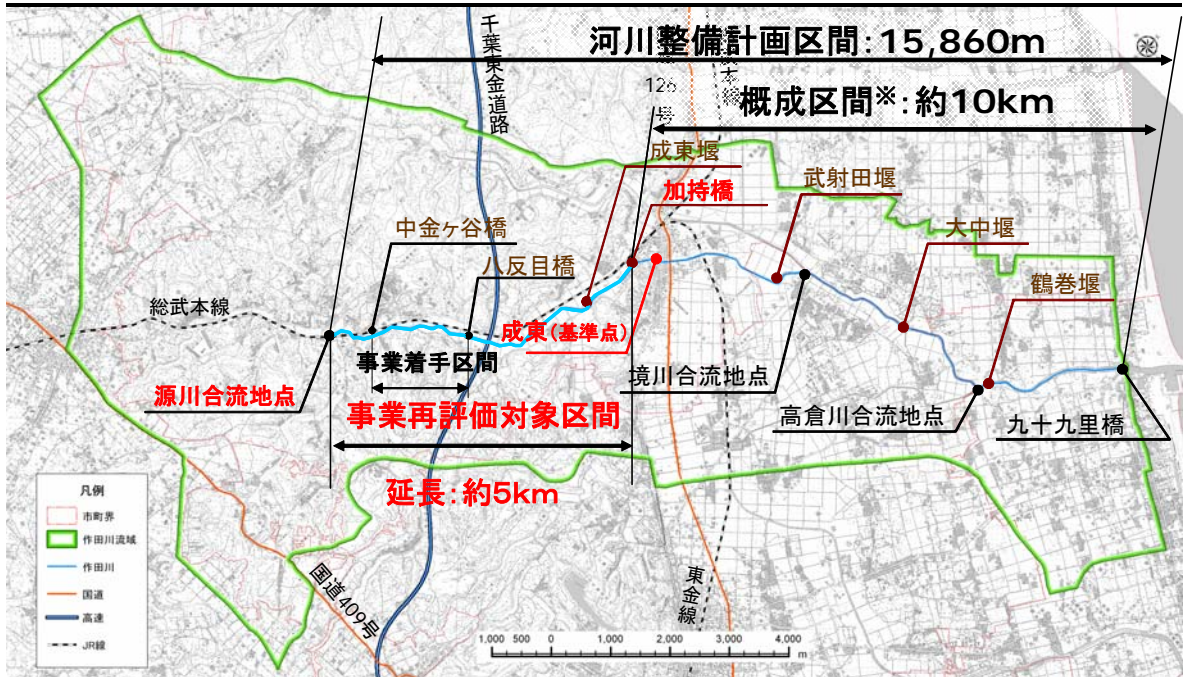 河川整備計画区間：15,860m
概成区間※：約10km
千葉東金道路
126
号
成東堰
加持橋
武射田堰
大中堰
鶴巻堰
中金ヶ谷橋
八反目橋
総武本線
成東(基準点)
事業着手区間
境川合流地点
源川合流地点
事業再評価対象区間
高倉川合流地点
九十九里橋
延長：約5km
凡例
市町界
作田川流域
作田川
国道
高速
JR線
国道409号
東金線
1,000 500 0 1,000 2,000 3,000 4,000
m